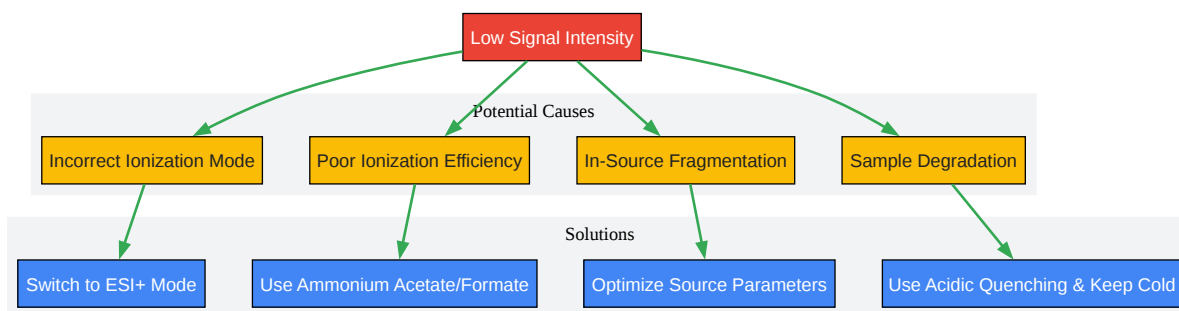 Low Signal Intensity
Potential Causes
Incorrect Ionization Mode
Poor Ionization Efficiency
In-Source Fragmentation
Sample Degradation
Solutions
Switch to ESI+ Mode
Use Ammonium Acetate/Formate
Optimize Source Parameters
Use Acidic Quenching & Keep Cold